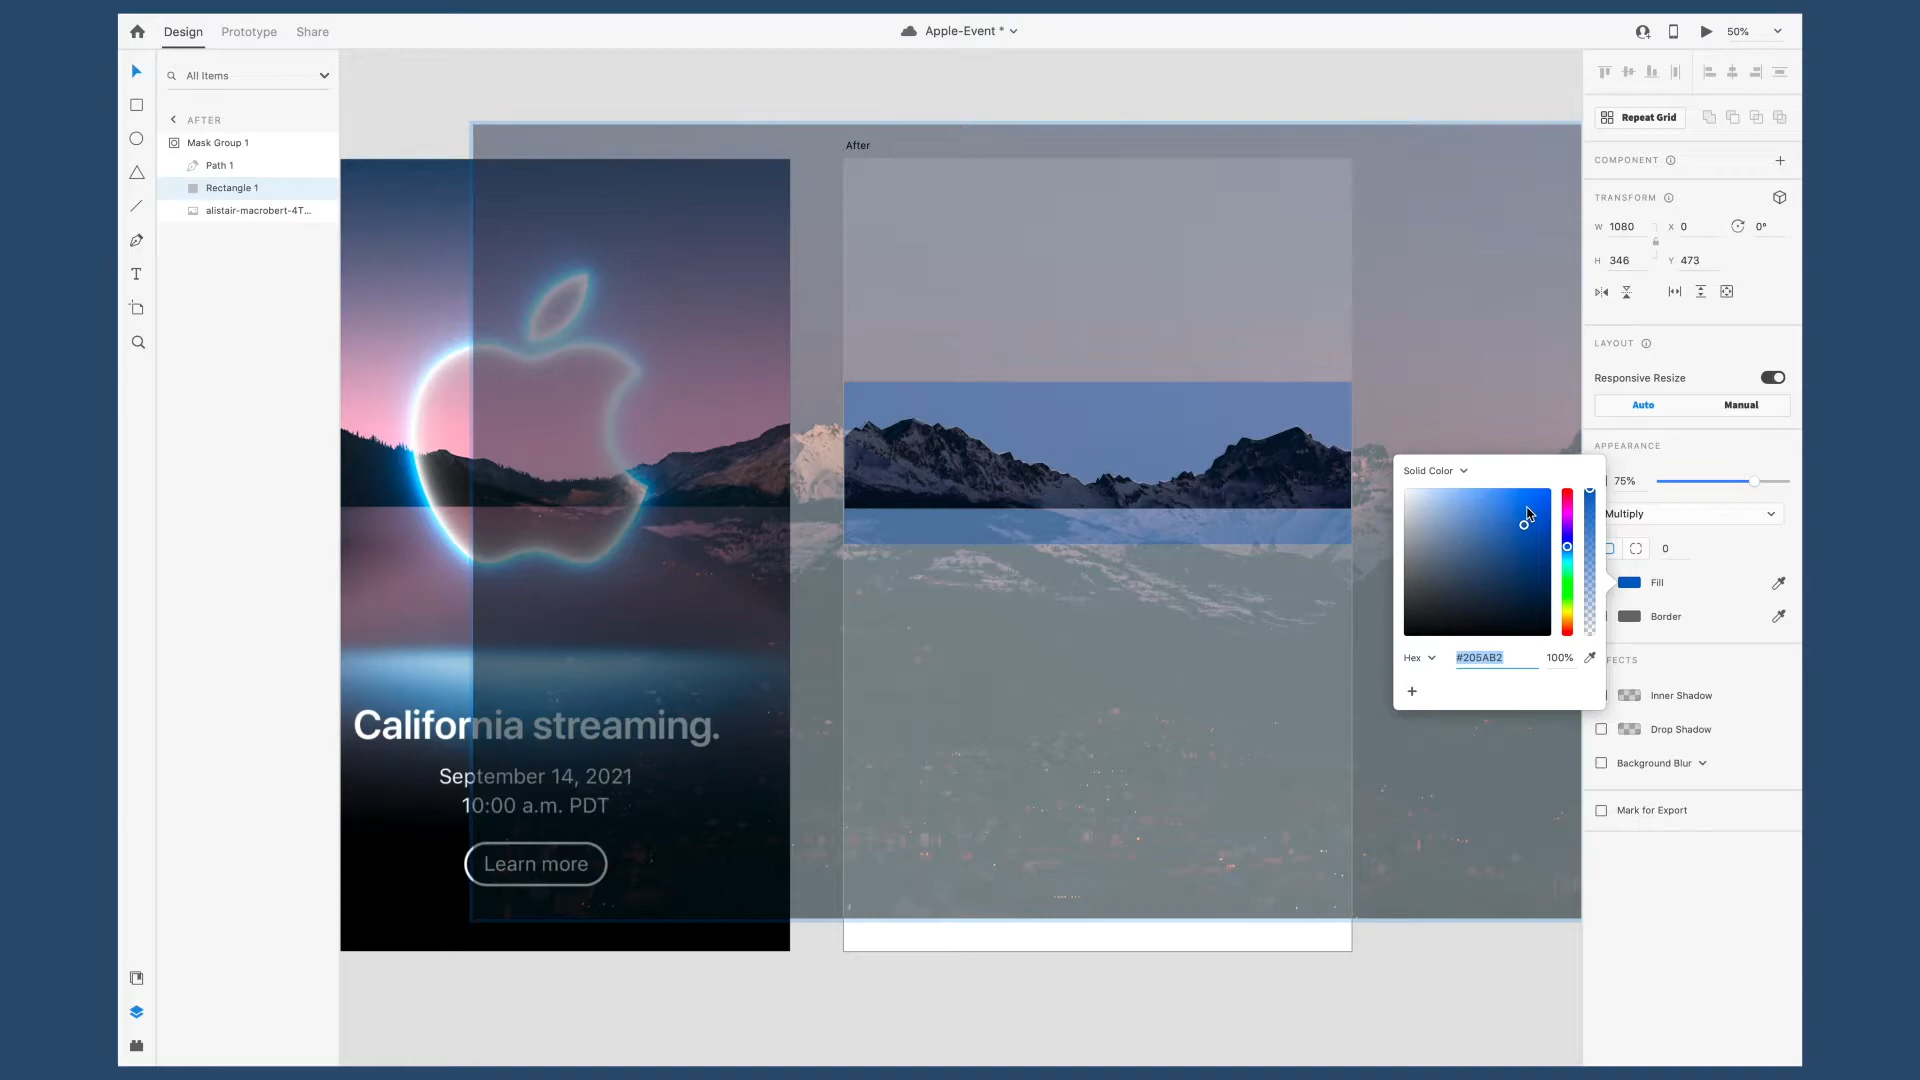 Design
Prototype
Share
Apple-Event *
50%
All Items
AFTER
Mask Group 1
Path 1
Rectangle 1
alistair-macrobert-4T...
After
California streaming.
September 14, 2021
10:00 a.m. PDT
Learn more
Repeat Grid
COMPONENT
TRANSFORM
W 1080
X 0
0°
H 346
Y 473
LAYOUT
Responsive Resize
Auto
Manual
APPEARANCE
Solid Color
75%
Multiply
0
Fill
Border
Hex
#205AB2
100%
FECTS
Inner Shadow
Drop Shadow
Background Blur
Mark for Export